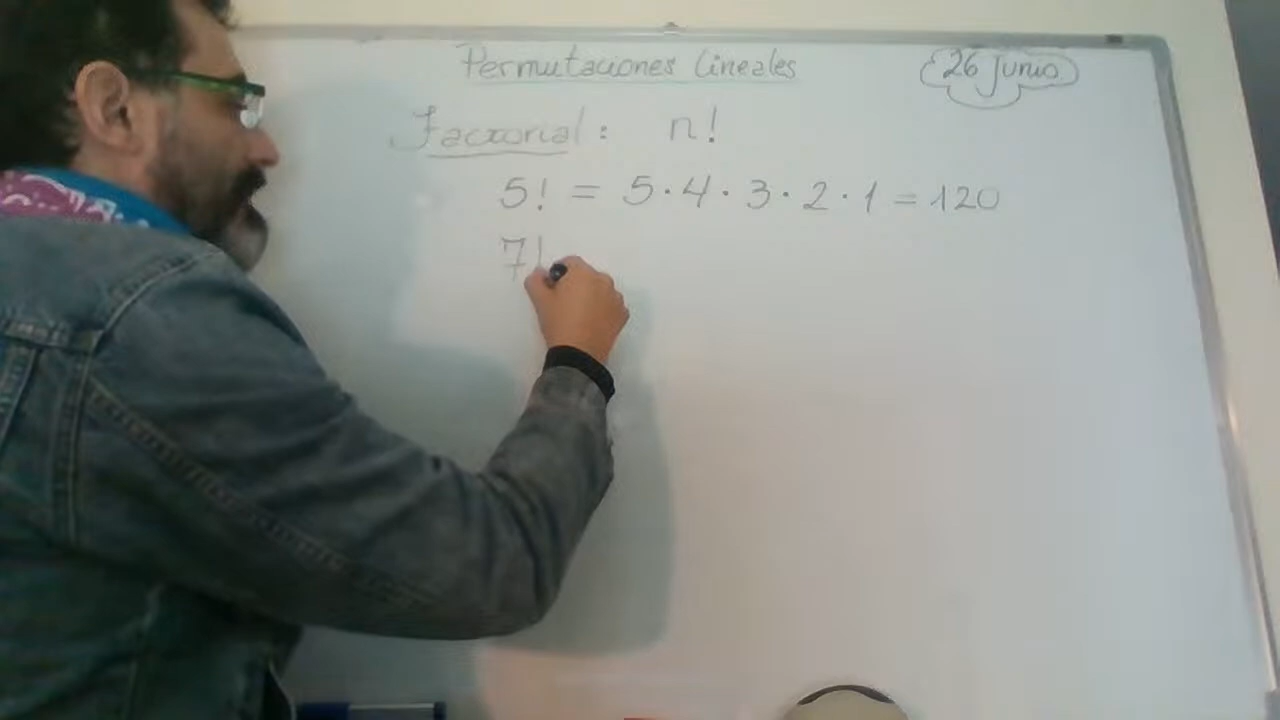 Permutaciones Lineales
26 Junio
Factorial: n!
5! = 5 · 4 · 3 · 2 · 1 = 120
7!